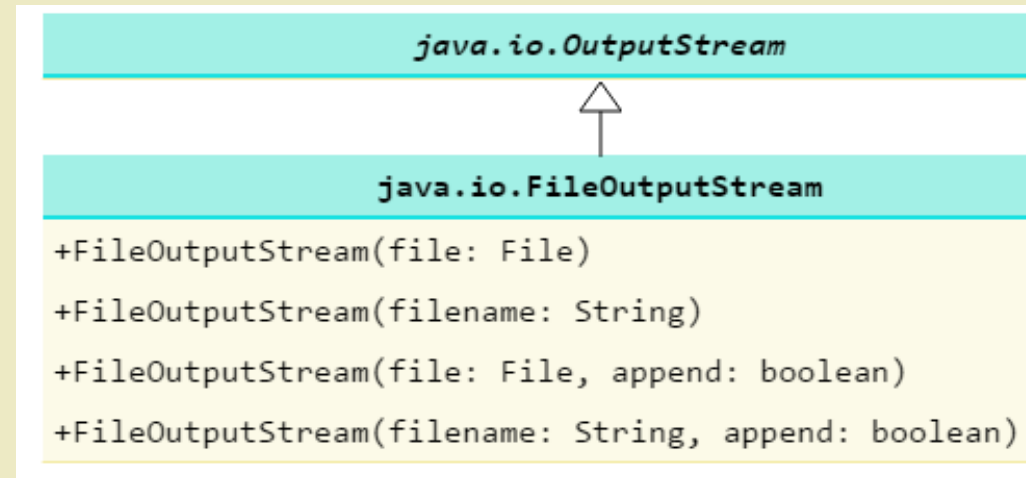 java.io.OutputStream
java.io.FileOutputStream
+FileOutputStream(file: File)
+FileOutputStream(filename: String)
+FileOutputStream(file: File, append: boolean)
+FileOutputStream(filename: String, append: boolean)